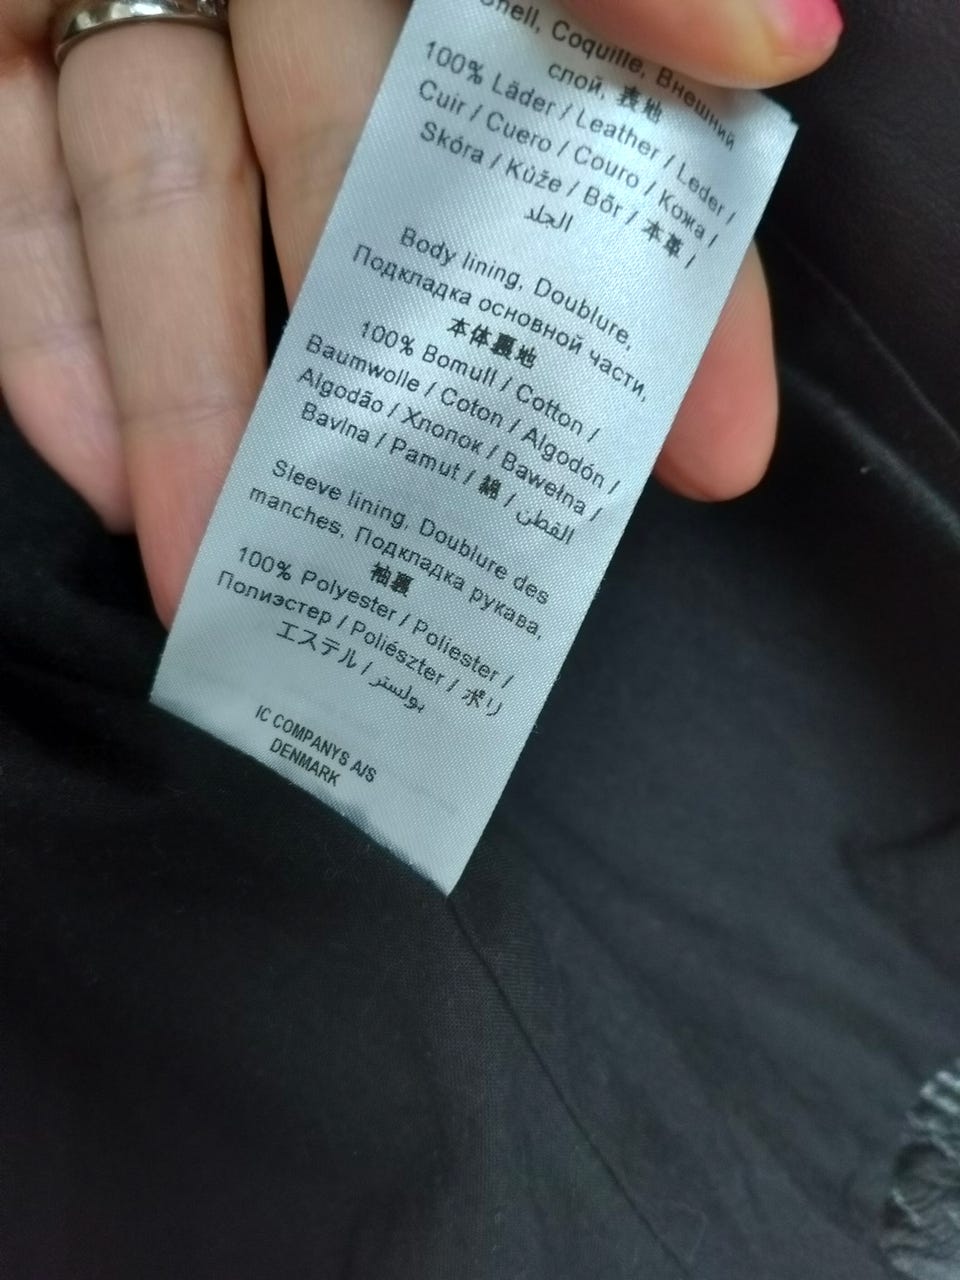 Shell, Coquille, Внешний
слой, 表地
100% Läder / Leather / Leder /
Cuir / Cuero / Couro / Кожа /
Skóra / Kůže / Bőr / 本革 /
الجلد
Body lining, Doublure,
Подкладка основной части,
本体裏地
100% Bomull / Cotton /
Baumwolle / Coton / Algodón /
Algodão / Хлопок / Bawełna /
Bavlna / Pamut / 綿 / القطن
Sleeve lining, Doublure des
manches, Подкладка рукава,
袖裏
100% Polyester / Poliester /
Полиэстер / Poliészter / ポリ
エステル / بولستر
IC COMPANYS A/S
DENMARK